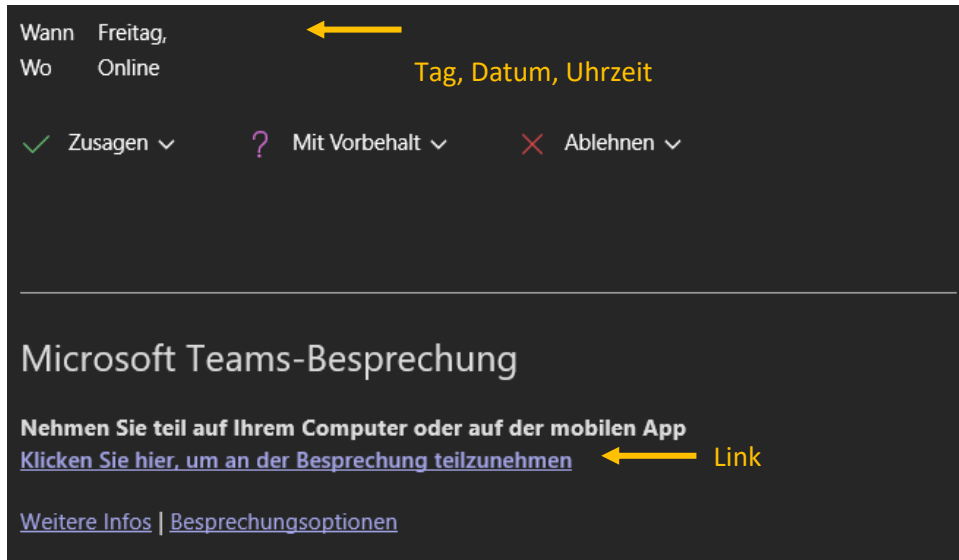 Wann Freitag,
Wo Online
Tag, Datum, Uhrzeit
Zusagen
? Mit Vorbehalt
Ablehnen
Microsoft Teams-Besprechung
Nehmen Sie teil auf Ihrem Computer oder auf der mobilen App
Klicken Sie hier, um an der Besprechung teilzunehmen
Link
Weitere Infos | Besprechungsoptionen